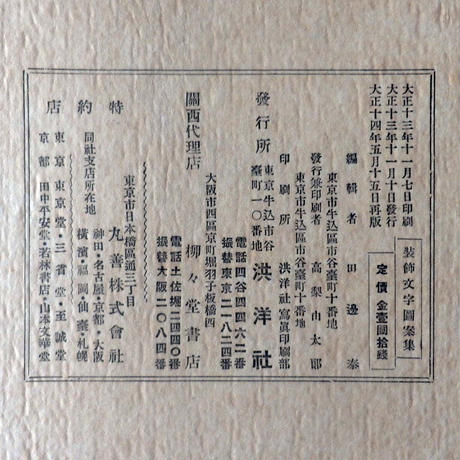 大正十三年十一月七日印刷
大正十三年十一月十日發行
大正十四年五月十五日再版
裝飾文字圖案集
定價金壹圓拾錢
編輯者 田邊泰
東京市牛込區市谷臺町十番地
發行兼印刷者 高梨由太郎
東京市牛込區市谷臺町十番地
印刷所 洪洋社寫眞印刷部
發行所
東京牛込市谷
臺町一〇番地
洪洋社
電話四谷四四六二番
振替東京二一八二四番
關西代理店
大阪市西區京町堀羽子板橋西
柳々堂書店
電話土佐堀二四四〇番
振替大阪二〇八四番
特約店
東京市日本橋區通三丁目
丸善株式會社
同社支店所在地
神田・名古屋・京都・大阪
橫濱・福岡・仙臺・札幌
東京 東京堂・三省堂・至誠堂
京都 田中平安堂・若林書店・山本文華堂